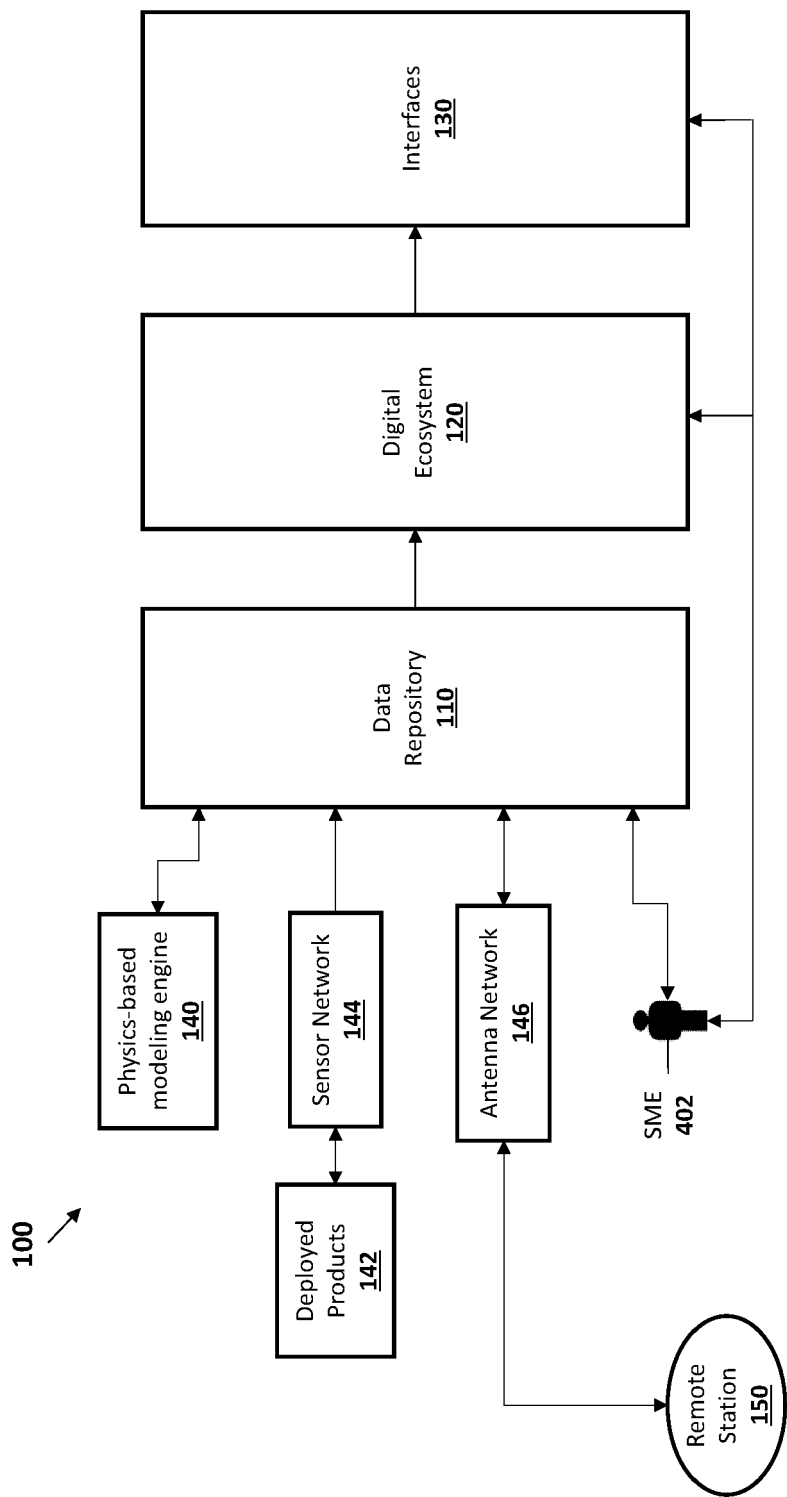 100
Physics-based
modeling engine
140
Deployed
Products
142
Sensor Network
144
Antenna Network
146
Remote
Station
150
SME
402
Data
Repository
110
Digital
Ecosystem
120
Interfaces
130